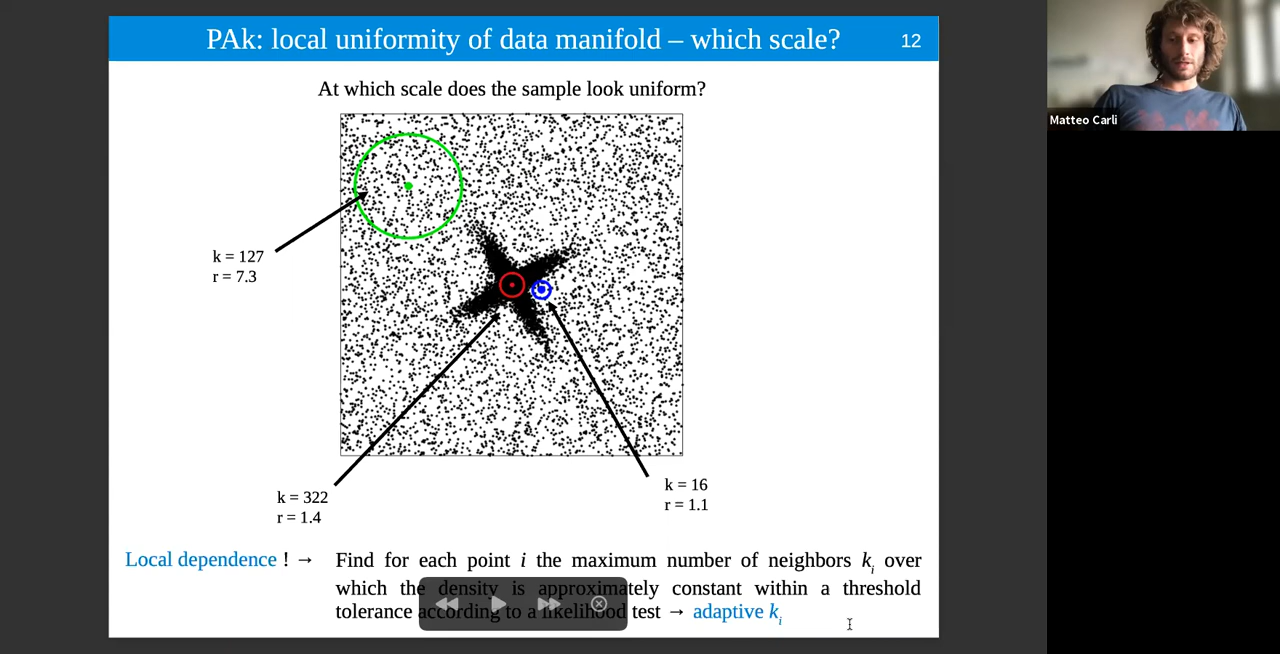 PAk: local uniformity of data manifold – which scale?
12
Matteo Carli
At which scale does the sample look uniform?
k = 127
r = 7.3
k = 322
r = 1.4
k = 16
r = 1.1
Local dependence ! → Find for each point i the maximum number of neighbors kᵢ over
which the density is approximately constant within a threshold
tolerance according to a likelihood test → adaptive kᵢ